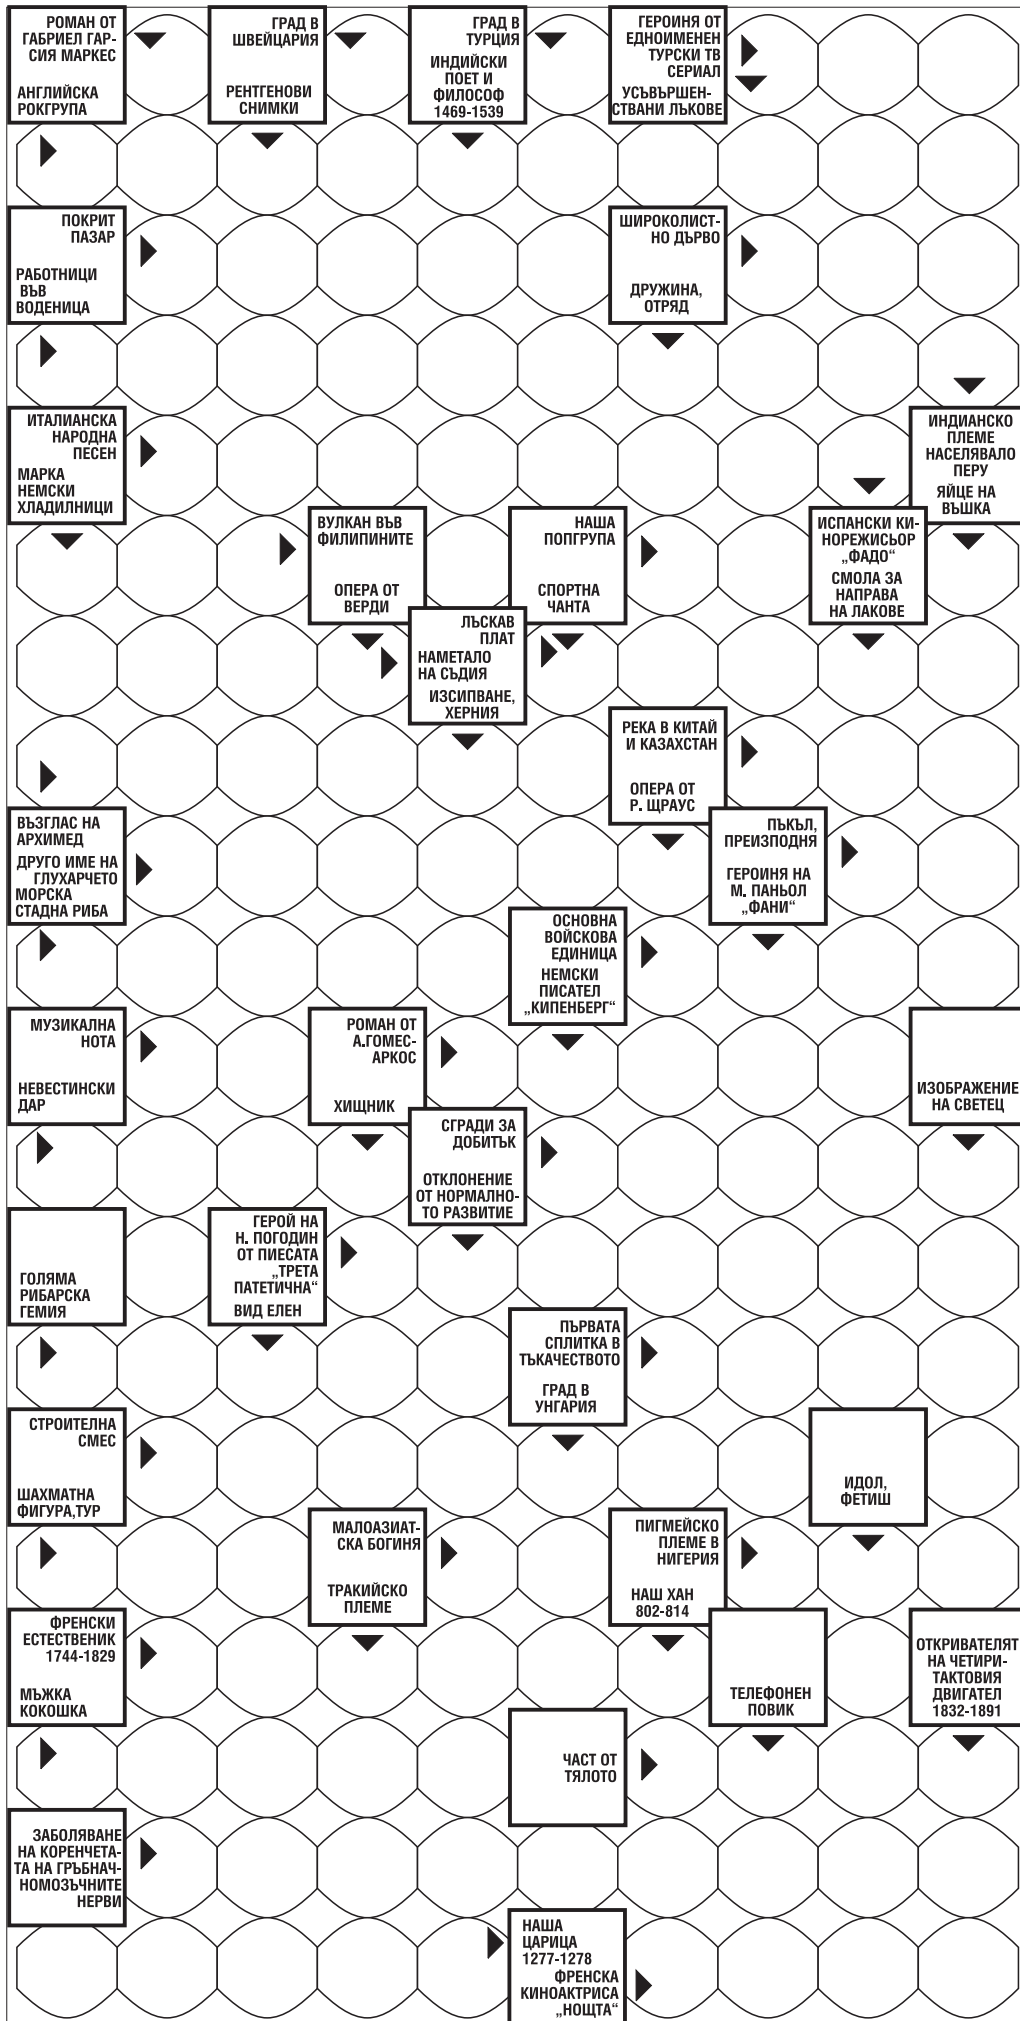 РОМАН ОТ
ГАБРИЕЛ ГАР-
СИЯ МАРКЕС
АНГЛИЙСКА
РОКГРУПА
ГРАД В
ШВЕЙЦАРИЯ
РЕНТГЕНОВИ
СНИМКИ
ГРАД В
ТУРЦИЯ
ИНДИЙСКИ
ПОЕТ И
ФИЛОСОФ
1469-1539
ГЕРОИНЯ ОТ
ЕДНОИМЕНЕН
ТУРСКИ ТВ
СЕРИАЛ
УСЪВЪРШЕН-
СТВАНИ ЛЪКОВЕ
ПОКРИТ
ПАЗАР
РАБОТНИЦИ
ВЪВ
ВОДЕНИЦА
ШИРОКОЛИСТ-
НО ДЪРВО
ДРУЖИНА,
ОТРЯД
ИТАЛИАНСКА
НАРОДНА
ПЕСЕН
МАРКА
НЕМСКИ
ХЛАДИЛНИЦИ
ИНДИАНСКО
ПЛЕМЕ
НАСЕЛЯВАЛО
ПЕРУ
ЯЙЦЕ НА
ВЪШКА
ВУЛКАН ВЪВ
ФИЛИПИНИТЕ
ОПЕРА ОТ
ВЕРДИ
НАША
ПОПГРУПА
СПОРТНА
ЧАНТА
ИСПАНСКИ КИ-
НОРЕЖИСЬОР
„ФАДО“
СМОЛА ЗА
НАПРАВА
НА ЛАКОВЕ
ЛЪСКАВ
ПЛАТ
НАМЕТАЛО
НА СЪДИЯ
ИЗСИПВАНЕ,
ХЕРНИЯ
РЕКА В КИТАЙ
И КАЗАХСТАН
ОПЕРА ОТ
Р. ЩРАУС
ВЪЗГЛАС НА
АРХИМЕД
ДРУГО ИМЕ НА
ГЛУХАРЧЕТО
МОРСКА
СТАДНА РИБА
ПЪКЪЛ,
ПРЕИЗПОДНЯ
ГЕРОИНЯ НА
М. ПАНЬОЛ
„ФАНИ“
ОСНОВНА
ВОЙСКОВА
ЕДИНИЦА
НЕМСКИ
ПИСАТЕЛ
„КИПЕНБЕРГ“
МУЗИКАЛНА
НОТА
НЕВЕСТИНСКИ
ДАР
РОМАН ОТ
А.ГОМЕС-
АРКОС
ХИЩНИК
ИЗОБРАЖЕНИЕ
НА СВЕТЕЦ
СГРАДИ ЗА
ДОБИТЪК
ОТКЛОНЕНИЕ
ОТ НОРМАЛНО-
ТО РАЗВИТИЕ
ГОЛЯМА
РИБАРСКА
ГЕМИЯ
ГЕРОЙ НА
Н. ПОГОДИН
ОТ ПИЕСАТА
„ТРЕТА
ПАТЕТИЧНА“
ВИД ЕЛЕН
ПЪРВАТА
СПЛИТКА В
ТЪКАЧЕСТВОТО
ГРАД В
УНГАРИЯ
СТРОИТЕЛНА
СМЕС
ШАХМАТНА
ФИГУРА,ТУР
ИДОЛ,
ФЕТИШ
МАЛОАЗИАТ-
СКА БОГИНЯ
ТРАКИЙСКО
ПЛЕМЕ
ПИГМЕЙСКО
ПЛЕМЕ В
НИГЕРИЯ
НАШ ХАН
802-814
ФРЕНСКИ
ЕСТЕСТВЕНИК
1744-1829
МЪЖКА
КОКОШКА
ТЕЛЕФОНЕН
ПОВИК
ОТКРИВАТЕЛЯТ
НА ЧЕТИРИ-
ТАКТОВИЯ
ДВИГАТЕЛ
1832-1891
ЧАСТ ОТ
ТЯЛОТО
ЗАБОЛЯВАНЕ
НА КОРЕНЧЕТА-
ТА НА ГРЪБНАЧ-
НОМОЗЪЧНИТЕ
НЕРВИ
НАША
ЦАРИЦА
1277-1278
ФРЕНСКА
КИНОАКТРИСА
„НОЩТА“